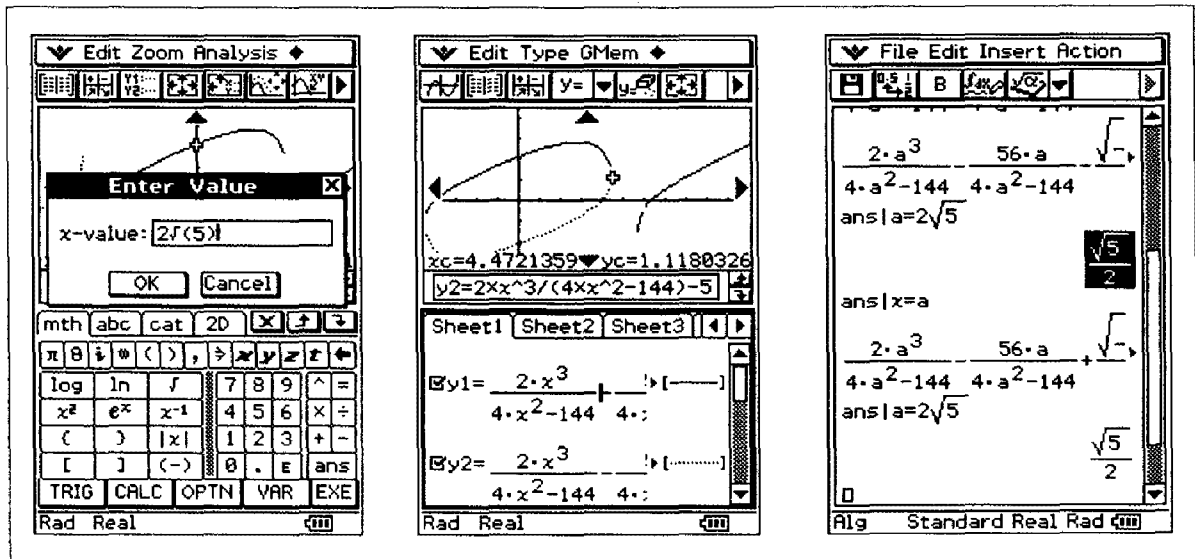 Edit Zoom Analysis ◆
Enter Value
x-value: 2√(5)
OK Cancel
mth abc cat 2D
π θ i ∞ ( ) , ÷ x y z t
log ln √ 7 8 9 ^ =
x² eˣ x⁻¹ 4 5 6 × ÷
( ) |x| 1 2 3 + -
[ ] (-) 0 . E ans
TRIG CALC OPTN VAR EXE
Rad Real
Edit Type GMem ◆
y=
xc=4.4721359 yc=1.1180326
y2=2×x^3/(4×x^2-144)-5
Sheet1 Sheet2 Sheet3
y1= 2·x³
4·x²-144 4·
y2= 2·x³
4·x²-144 4·
Rad Real
File Edit Insert Action
B
2·a³ - 56·a - √-
4·a²-144 4·a²-144
ans|a=2√5
√5
2
ans|x=a
2·a³ - 56·a + √-
4·a²-144 4·a²-144
ans|a=2√5
√5
2
Alg Standard Real Rad